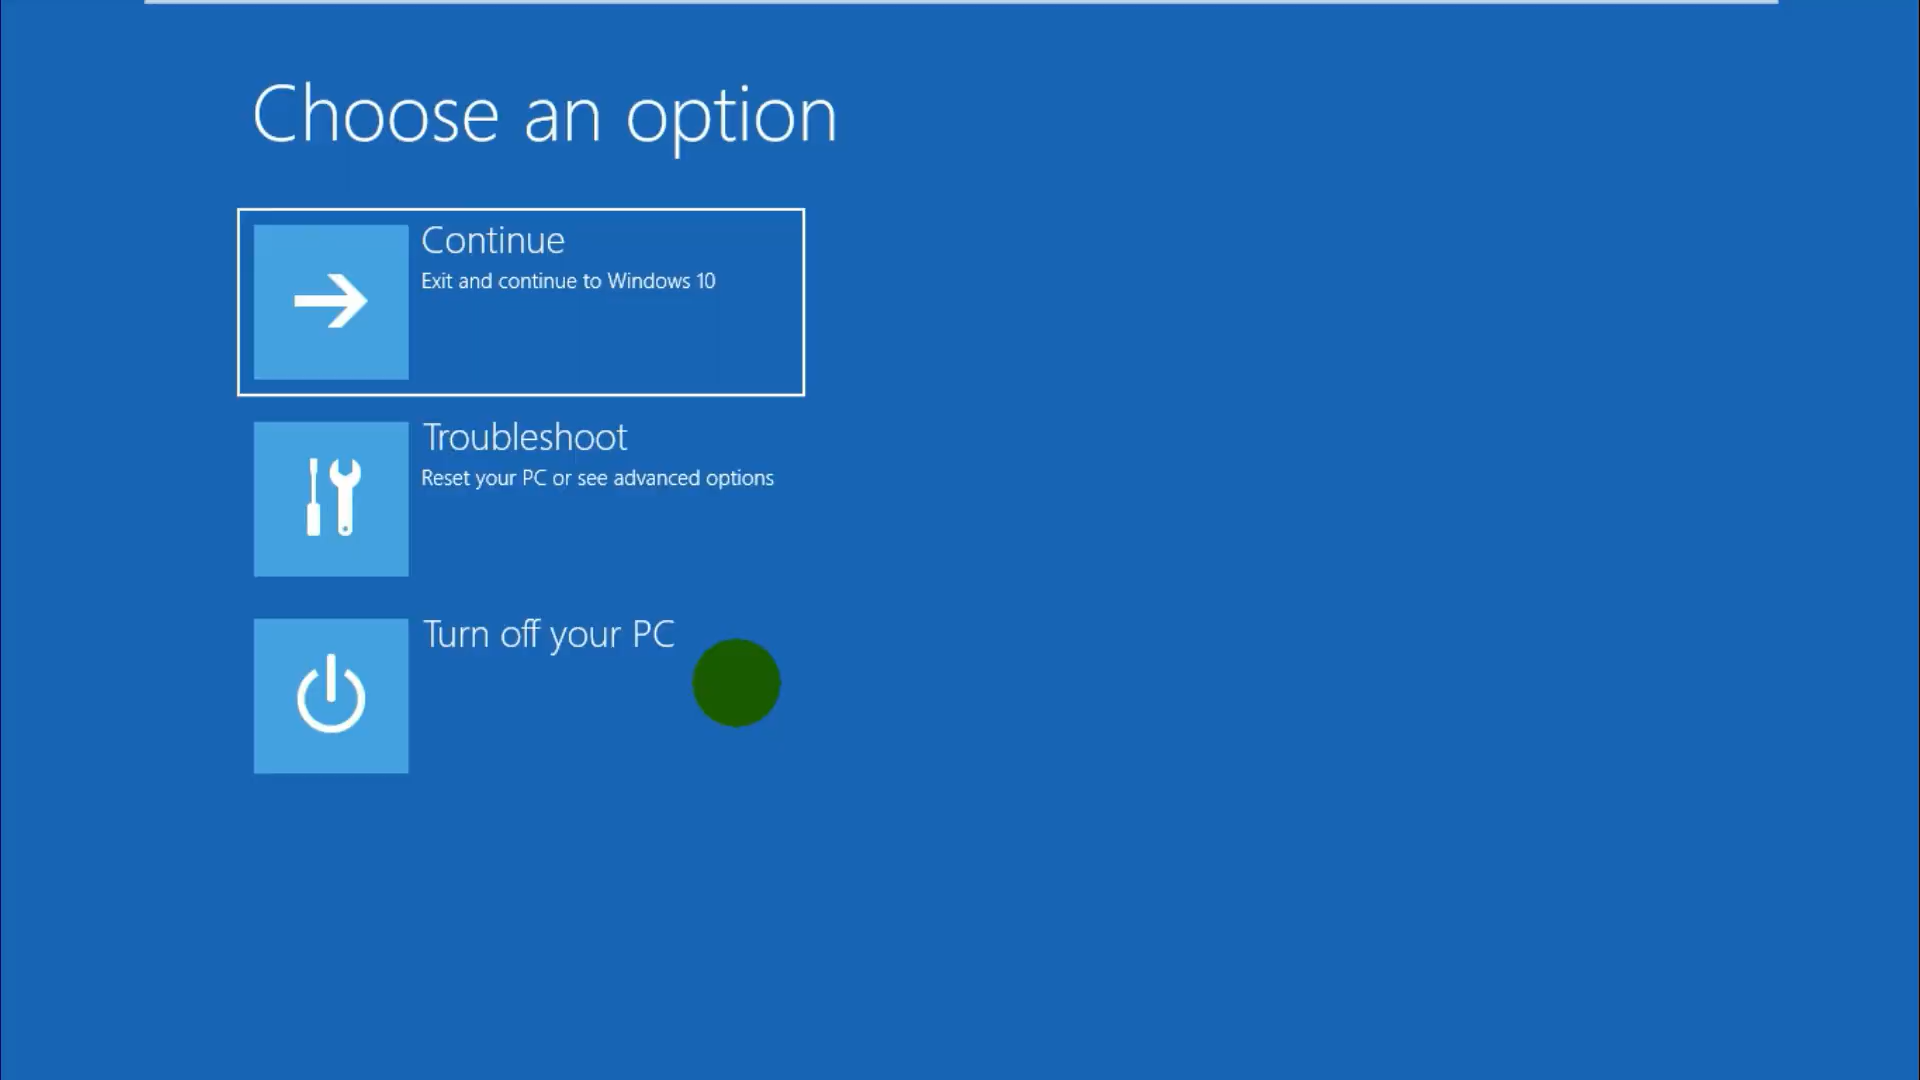 Choose an option
Continue
Exit and continue to Windows 10
Troubleshoot
Reset your PC or see advanced options
Turn off your PC